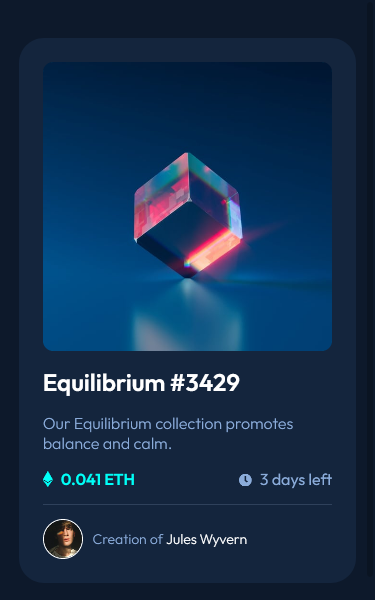 Equilibrium #3429
Our Equilibrium collection promotes
balance and calm.
0.041 ETH
3 days left
Creation of Jules Wyvern